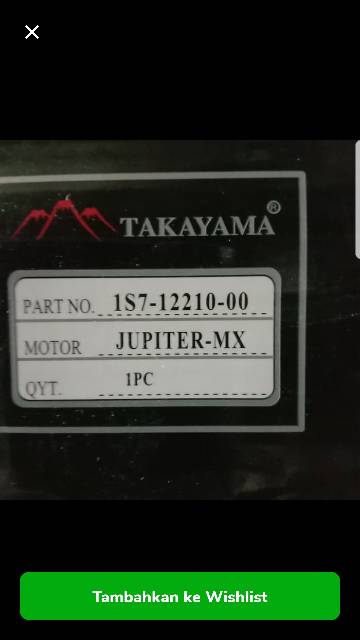 TAKAYAMA®
PART NO. 1S7-12210-00
MOTOR JUPITER-MX
QYT. 1PC
Tambahkan ke Wishlist